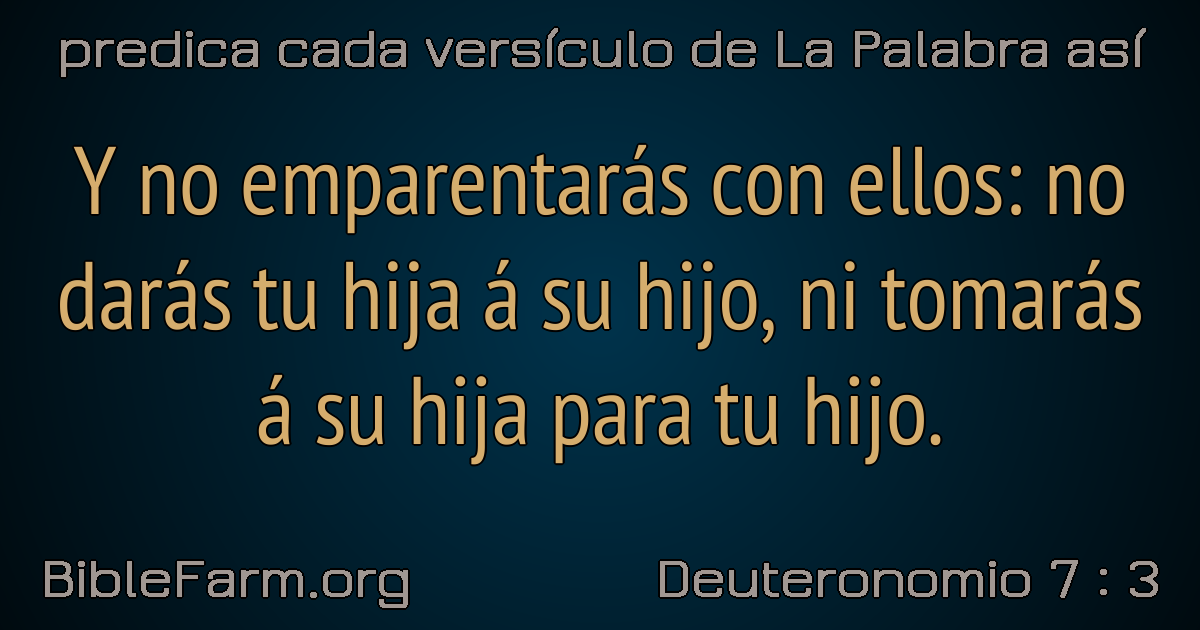 predica cada versículo de La Palabra así
Y no emparentarás con ellos: no
darás tu hija á su hijo, ni tomarás
á su hija para tu hijo.
BibleFarm.org
Deuteronomio 7 : 3